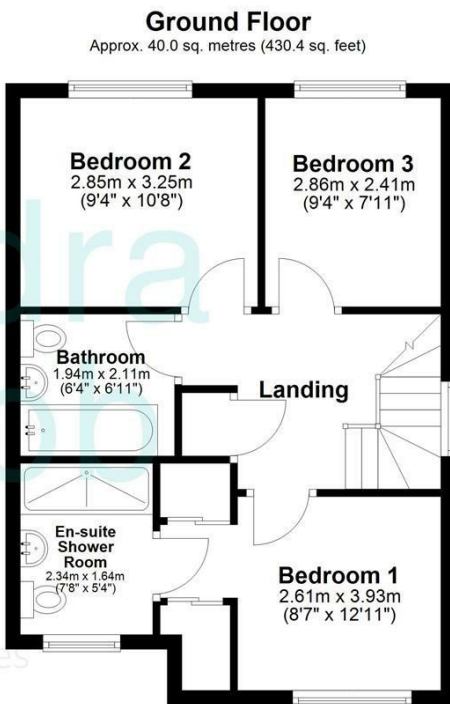 Ground Floor
Approx. 40.0 sq. metres (430.4 sq. feet)
Bedroom 2
2.85m x 3.25m
(9'4" x 10'8")
Bedroom 3
2.86m x 2.41m
(9'4" x 7'11")
Bathroom
1.94m x 2.11m
(6'4" x 6'11")
Landing
En-suite
Shower
Room
2.34m x 1.64m
(7'8" x 5'4")
Bedroom 1
2.61m x 3.93m
(8'7" x 12'11")